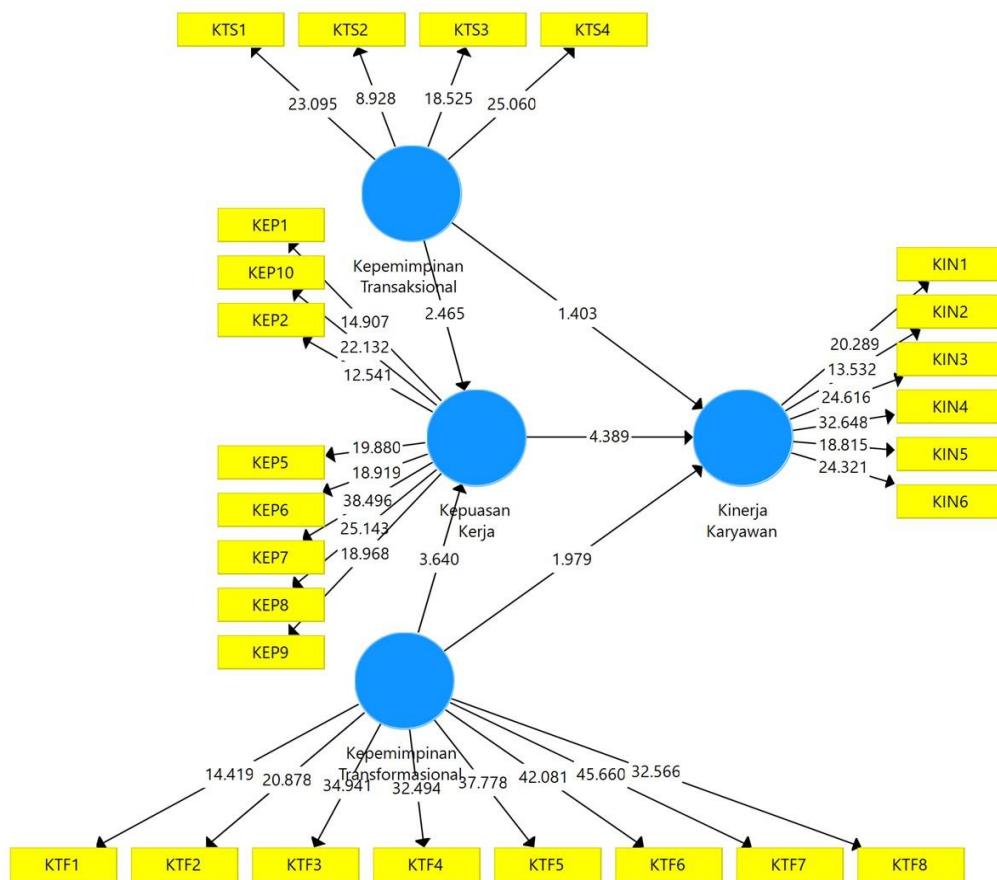 KTS1 KTS2 KTS3 KTS4
23.095 8.928 18.525 25.060
KEP1
KEP10
KEP2
Kepemimpinan
Transaksional
14.907
22.132
12.541
2.465
1.403
KIN1
KIN2
KIN3
KIN4
KIN5
KIN6
20.289
13.532
24.616
32.648
18.815
24.321
KEP5
KEP6
KEP7
KEP8
KEP9
19.880
18.919
38.496
25.143
18.968
4.389
Kepuasan
Kerja
Kinerja
Karyawan
3.640
1.979
Kepemimpinan
Transformasional
14.419 20.878 34.941 32.494 37.778 42.081 45.660 32.566
KTF1 KTF2 KTF3 KTF4 KTF5 KTF6 KTF7 KTF8